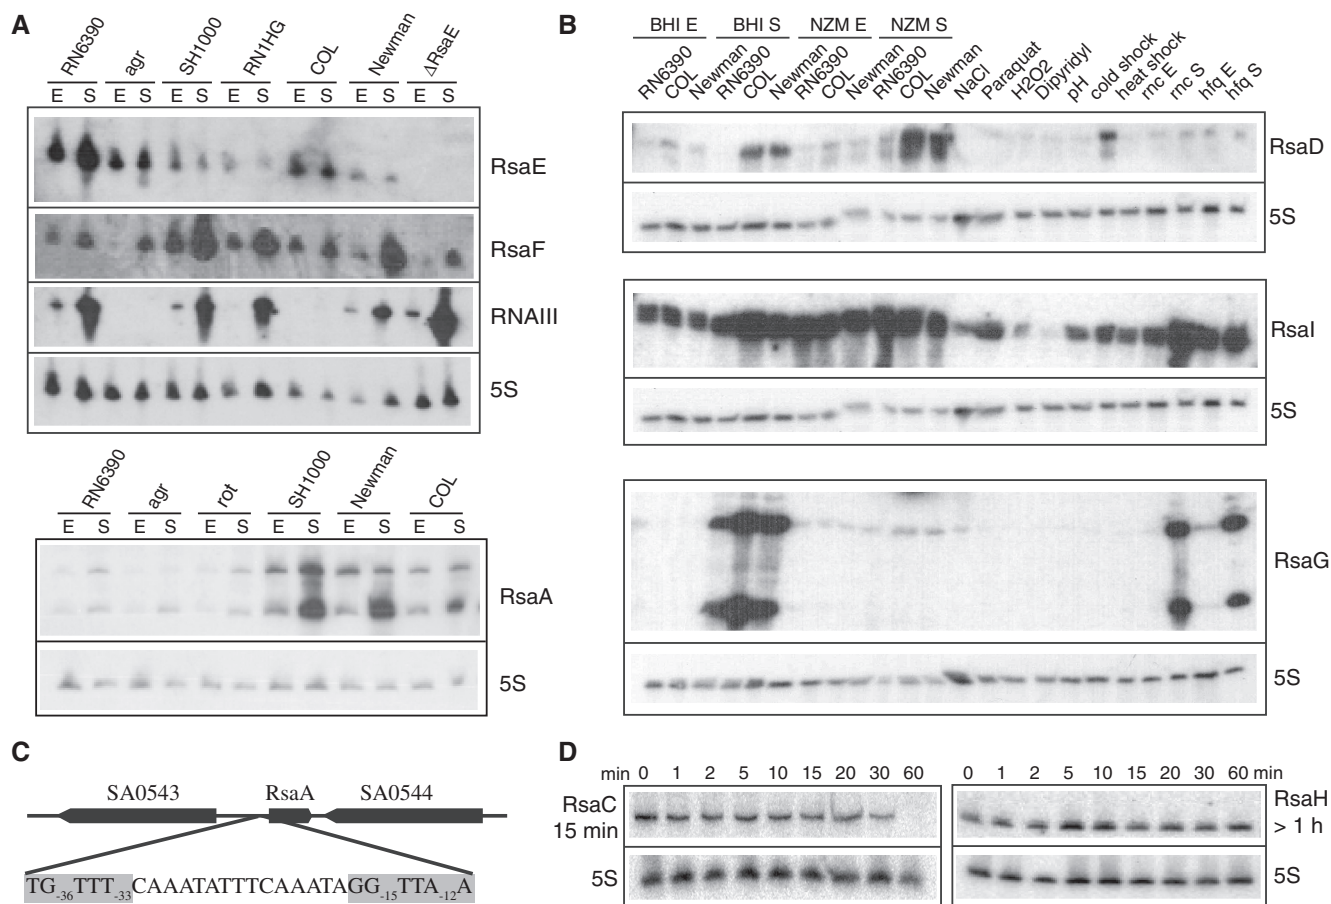 A
RN6390 agr SH1000 RN1HG COL Newman ΔRsaE
E S E S E S E S E S E S E S
RsaE
RsaF
RNAIII
5S
RN6390 agr rot SH1000 Newman COL
E S E S E S E S E S E S
RsaA
5S
B
BHI E BHI S NZM E NZM S
RN6390 COL Newman RN6390 COL Newman RN6390 COL Newman RN6390 COL Newman NaCl Paraquat H2O2 Dipyridyl pH cold shock heat shock rnc E rnc S hfq E hfq S
RsaD
5S
RsaI
5S
RsaG
5S
C
SA0543 RsaA SA0544
TG-36TTT-33CAAATATTTCAAATAGG-15TTA-12A
D
min 0 1 2 5 10 15 20 30 60
RsaC
15 min
5S
0 1 2 5 10 15 20 30 60 min
RsaH
> 1 h
5S